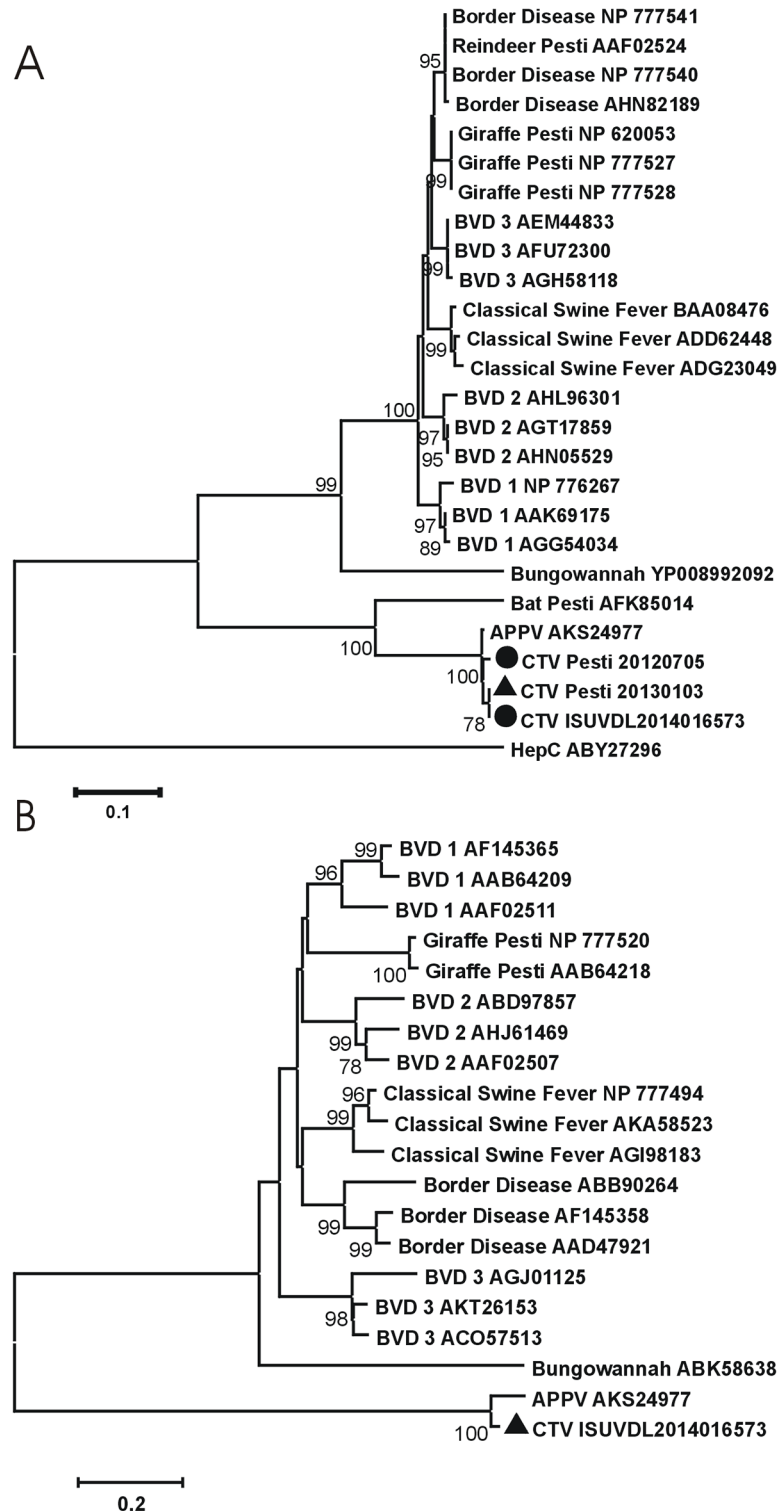 A
Border Disease NP 777541
95
Reindeer Pesti AAF02524
Border Disease NP 777540
Border Disease AHN82189
Giraffe Pesti NP 620053
Giraffe Pesti NP 777527
99
Giraffe Pesti NP 777528
BVD 3 AEM44833
BVD 3 AFU72300
99
BVD 3 AGH58118
Classical Swine Fever BAA08476
Classical Swine Fever ADD62448
99
Classical Swine Fever ADG23049
BVD 2 AHL96301
100
BVD 2 AGT17859
97
BVD 2 AHN05529
95
BVD 1 NP 776267
99
BVD 1 AAK69175
97
BVD 1 AGG54034
89
Bungowannah YP008992092
Bat Pesti AFK85014
APPV AKS24977
100
CTV Pesti 20120705
100
CTV Pesti 20130103
CTV ISUVDL2014016573
78
HepC ABY27296
0.1
B
99
BVD 1 AF145365
96
BVD 1 AAB64209
BVD 1 AAF02511
Giraffe Pesti NP 777520
100
Giraffe Pesti AAB64218
BVD 2 ABD97857
BVD 2 AHJ61469
99
BVD 2 AAF02507
78
96
Classical Swine Fever NP 777494
99
Classical Swine Fever AKA58523
Classical Swine Fever AGI98183
Border Disease ABB90264
Border Disease AF145358
99
Border Disease AAD47921
99
BVD 3 AGJ01125
BVD 3 AKT26153
98
BVD 3 ACO57513
Bungowannah ABK58638
APPV AKS24977
100
CTV ISUVDL2014016573
0.2